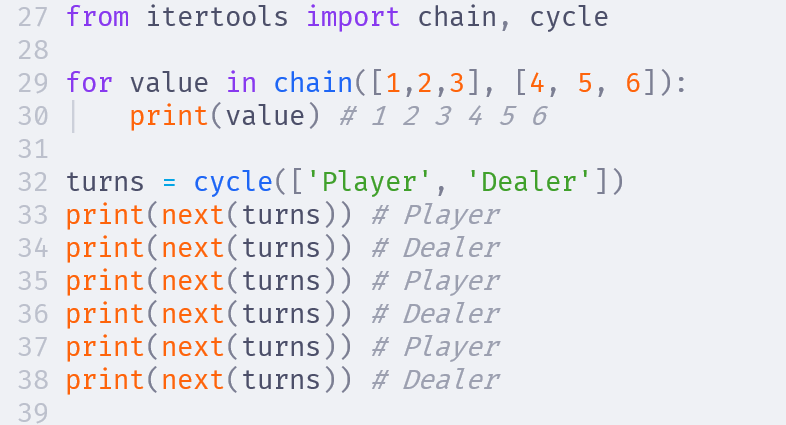 27 from itertools import chain, cycle
28
29 for value in chain([1,2,3], [4, 5, 6]):
30     print(value) # 1 2 3 4 5 6
31
32 turns = cycle(['Player', 'Dealer'])
33 print(next(turns)) # Player
34 print(next(turns)) # Dealer
35 print(next(turns)) # Player
36 print(next(turns)) # Dealer
37 print(next(turns)) # Player
38 print(next(turns)) # Dealer
39